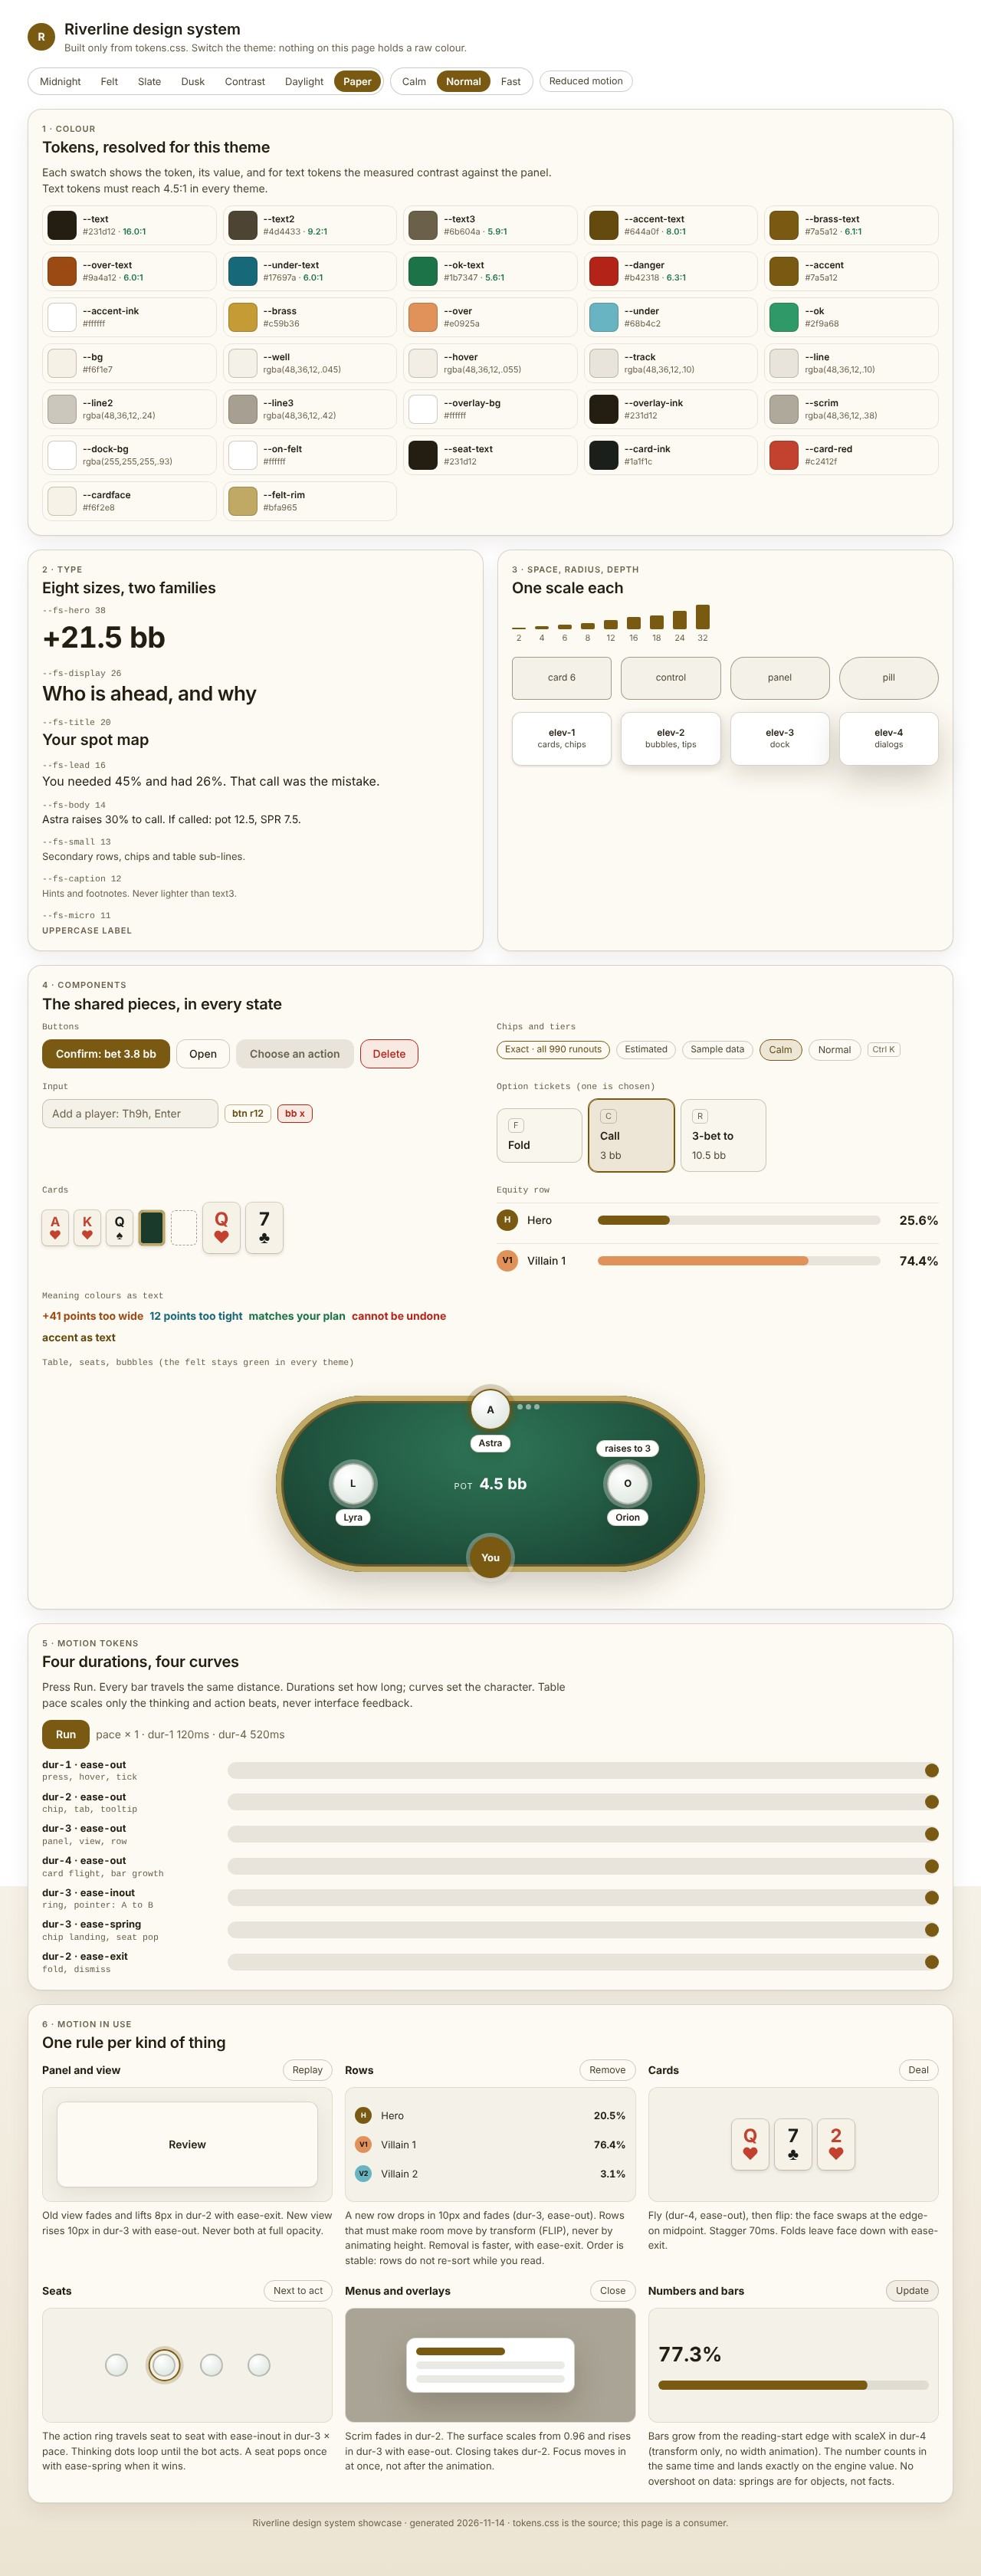 R
Riverline design system
Built only from tokens.css. Switch the theme: nothing on this page holds a raw colour.
Midnight Felt Slate Dusk Contrast Daylight Paper Calm Normal Fast Reduced motion
1 · COLOUR
Tokens, resolved for this theme
Each swatch shows the token, its value, and for text tokens the measured contrast against the panel.
Text tokens must reach 4.5:1 in every theme.
--text
#231d12 · 16.0:1
--text2
#4d4433 · 9.2:1
--text3
#6b604a · 5.9:1
--accent-text
#644a0f · 8.0:1
--brass-text
#7a5a12 · 6.1:1
--over-text
#9a4a12 · 6.0:1
--under-text
#17697a · 6.0:1
--ok-text
#1b7347 · 5.6:1
--danger
#b42318 · 6.3:1
--accent
#7a5a12
--accent-ink
#ffffff
--brass
#c59b36
--over
#e0925a
--under
#68b4c2
--ok
#2f9a68
--bg
#f6f1e7
--well
rgba(48,36,12,.045)
--hover
rgba(48,36,12,.055)
--track
rgba(48,36,12,.10)
--line
rgba(48,36,12,.10)
--line2
rgba(48,36,12,.24)
--line3
rgba(48,36,12,.42)
--overlay-bg
#ffffff
--overlay-ink
#231d12
--scrim
rgba(48,36,12,.38)
--dock-bg
rgba(255,255,255,.93)
--on-felt
#ffffff
--seat-text
#231d12
--card-ink
#1a1f1c
--card-red
#c2412f
--cardface
#f6f2e8
--felt-rim
#bfa965
2 · TYPE
Eight sizes, two families
--fs-hero 38
+21.5 bb
--fs-display 26
Who is ahead, and why
--fs-title 20
Your spot map
--fs-lead 16
You needed 45% and had 26%. That call was the mistake.
--fs-body 14
Astra raises 30% to call. If called: pot 12.5, SPR 7.5.
--fs-small 13
Secondary rows, chips and table sub-lines.
--fs-caption 12
Hints and footnotes. Never lighter than text3.
--fs-micro 11
UPPERCASE LABEL
3 · SPACE, RADIUS, DEPTH
One scale each
2 4 6 8 12 16 18 24 32
card 6 control panel pill
elev-1
cards, chips
elev-2
bubbles, tips
elev-3
dock
elev-4
dialogs
4 · COMPONENTS
The shared pieces, in every state
Buttons
Confirm: bet 3.8 bb Open Choose an action Delete
Chips and tiers
Exact · all 990 runouts Estimated Sample data Calm Normal Ctrl K
Input
Add a player: Th9h, Enter btn r12 bb x
Option tickets (one is chosen)
F
Fold
C
Call
3 bb
R
3-bet to
10.5 bb
Cards
A ♥ K ♥ Q ♠ Q ♥ 7 ♣
Equity row
H Hero 25.6%
V1 Villain 1 74.4%
Meaning colours as text
+41 points too wide 12 points too tight matches your plan cannot be undone
accent as text
Table, seats, bubbles (the felt stays green in every theme)
A
Astra
raises to 3
L
Lyra
POT 4.5 bb
O
Orion
You
5 · MOTION TOKENS
Four durations, four curves
Press Run. Every bar travels the same distance. Durations set how long; curves set the character. Table
pace scales only the thinking and action beats, never interface feedback.
Run pace × 1 · dur-1 120ms · dur-4 520ms
dur-1 · ease-out
press, hover, tick
dur-2 · ease-out
chip, tab, tooltip
dur-3 · ease-out
panel, view, row
dur-4 · ease-out
card flight, bar growth
dur-3 · ease-inout
ring, pointer: A to B
dur-3 · ease-spring
chip landing, seat pop
dur-2 · ease-exit
fold, dismiss
6 · MOTION IN USE
One rule per kind of thing
Panel and view Replay
Review
Old view fades and lifts 8px in dur-2 with ease-exit. New view
rises 10px in dur-3 with ease-out. Never both at full opacity.
Rows Remove
H Hero 20.5%
V1 Villain 1 76.4%
V2 Villain 2 3.1%
A new row drops in 10px and fades (dur-3, ease-out). Rows
that must make room move by transform (FLIP), never by
animating height. Removal is faster, with ease-exit. Order is
stable: rows do not re-sort while you read.
Cards Deal
Q ♥ 7 ♣ 2 ♥
Fly (dur-4, ease-out), then flip: the face swaps at the edge-
on midpoint. Stagger 70ms. Folds leave face down with ease-
exit.
Seats Next to act
The action ring travels seat to seat with ease-inout in dur-3 ×
pace. Thinking dots loop until the bot acts. A seat pops once
with ease-spring when it wins.
Menus and overlays Close
Scrim fades in dur-2. The surface scales from 0.96 and rises
in dur-3 with ease-out. Closing takes dur-2. Focus moves in
at once, not after the animation.
Numbers and bars Update
77.3%
Bars grow from the reading-start edge with scaleX in dur-4
(transform only, no width animation). The number counts in
the same time and lands exactly on the engine value. No
overshoot on data: springs are for objects, not facts.
Riverline design system showcase · generated 2026-11-14 · tokens.css is the source; this page is a consumer.